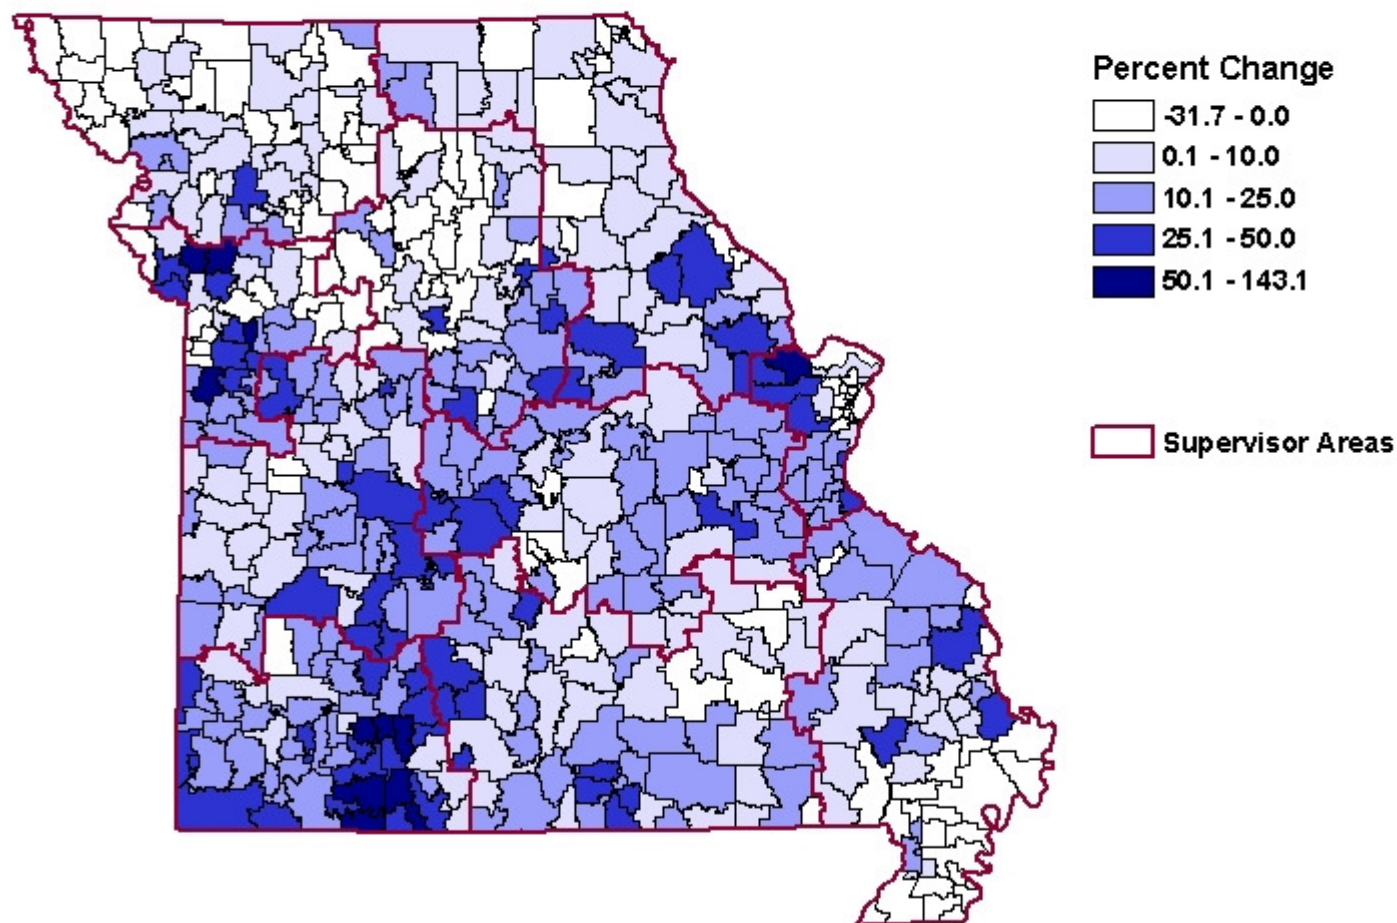 Percent Change
-31.7 - 0.0
0.1 - 10.0
10.1 - 25.0
25.1 - 50.0
50.1 - 143.1
Supervisor Areas